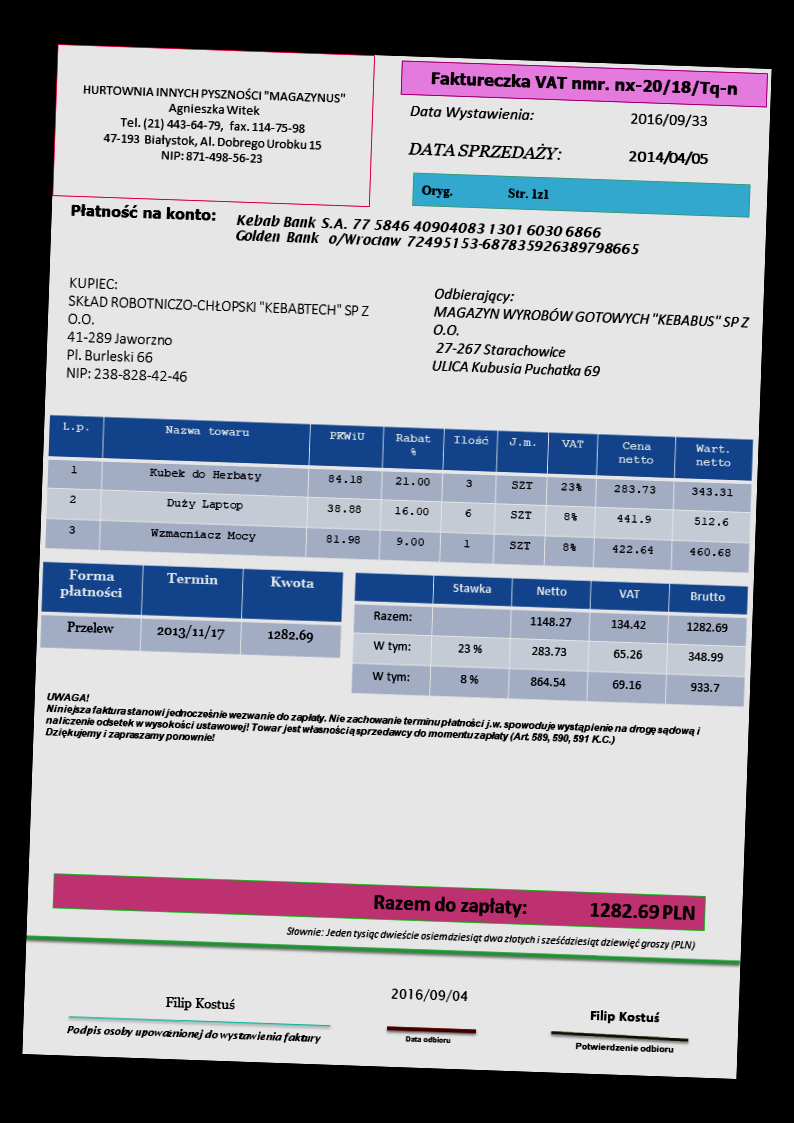 HURTOWNIA INNYCH PYSZNOŚCI "MAGAZYNUS"
Agnieszka Witek
Tel. (21) 443-64-79, fax. 114-75-98
47-193 Białystok, Al. Dobrego Urobku 15
NIP: 871-498-56-23
Faktureczka VAT nmr. nx-20/18/Tq-n
Data Wystawienia: 2016/09/33
DATA SPRZEDAŻY: 2014/04/05
Oryg. Str. 1z1
Płatność na konto:
Kebab Bank S.A. 77 5846 40904083 1301 6030 6866
Golden Bank o/Wrocław 72495153-687835926389798665
KUPIEC:
SKŁAD ROBOTNICZO-CHŁOPSKI "KEBABTECH" SP Z
O.O.
41-289 Jaworzno
Pl. Burleski 66
NIP: 238-828-42-46
Odbierający:
MAGAZYN WYROBÓW GOTOWYCH "KEBABUS" SP Z
O.O.
27-267 Starachowice
ULICA Kubusia Puchatka 69
L.p. Nazwa towaru PKWiU Rabat % Ilość J.m. VAT Cena netto Wart. netto
1 Kubek do Herbaty 84.18 21.00 3 SZT 23% 283.73 343.31
2 Duży Laptop 38.88 16.00 6 SZT 8% 441.9 512.6
3 Wzmacniacz Mocy 81.98 9.00 1 SZT 8% 422.64 460.68
Forma płatności Termin Kwota
Przelew 2013/11/17 1282.69
Stawka Netto VAT Brutto
Razem: 1148.27 134.42 1282.69
W tym: 23 % 283.73 65.26 348.99
W tym: 8 % 864.54 69.16 933.7
UWAGA!
Niniejsza faktura stanowi jednocześnie wezwanie do zapłaty. Nie zachowanie terminu płatności j.w. spowoduje wystąpienie na drogę sądową i
naliczenie odsetek w wysokości ustawowej! Towar jest własnością sprzedawcy do momentu zapłaty (Art. 589, 590, 591 K.C.)
Dziękujemy i zapraszamy ponownie!
Razem do zapłaty: 1282.69 PLN
Słownie: Jeden tysiąc dwieście osiemdziesiąt dwa złotych i sześćdziesiąt dziewięć groszy (PLN)
Filip Kostuś
Podpis osoby upoważnionej do wystawienia faktury
2016/09/04
Data odbioru
Filip Kostuś
Potwierdzenie odbioru